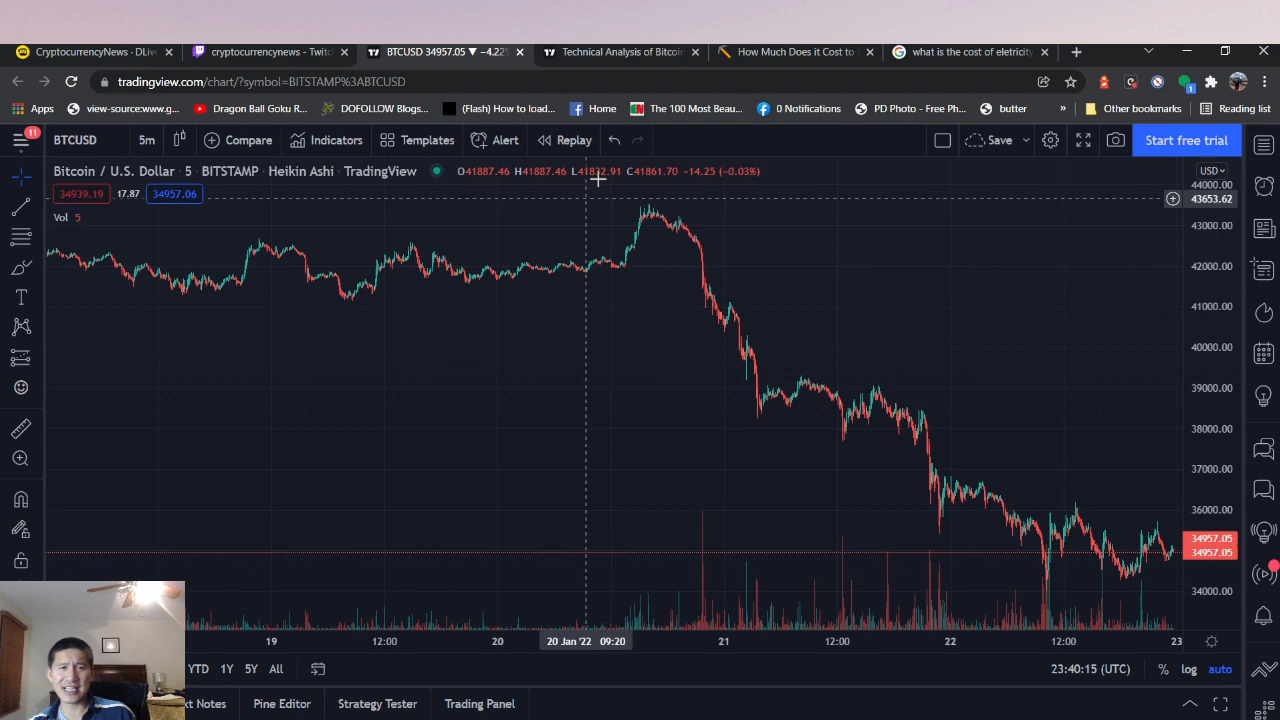 CryptocurrencyNews · DLive
cryptocurrencynews - Twitc
BTCUSD 34957.05 ▼ −4.22%
Technical Analysis of Bitcoin
How Much Does it Cost to
what is the cost of eletricity
tradingview.com/chart/?symbol=BITSTAMP%3ABTCUSD
Apps
view-source:www.g...
Dragon Ball Goku R...
DOFOLLOW Blogs...
(Flash) How to load...
Home
The 100 Most Beau...
0 Notifications
PD Photo - Free Ph...
butter
»
Other bookmarks
Reading list
11
BTCUSD
5m
Compare
Indicators
Templates
Alert
Replay
Save
Start free trial
Bitcoin / U.S. Dollar · 5 · BITSTAMP · Heikin Ashi · TradingView
O41887.46 H41887.46 L41832.91 C41861.70 −14.25 (−0.03%)
USD
34939.19 17.87 34957.06
Vol 5
44000.00
43653.62
43000.00
42000.00
41000.00
40000.00
39000.00
38000.00
37000.00
36000.00
34957.05
34957.05
34000.00
19
12:00
20
20 Jan '22 09:20
21
12:00
22
12:00
23
YTD 1Y 5Y All
23:40:15 (UTC)
% log auto
xt Notes
Pine Editor
Strategy Tester
Trading Panel